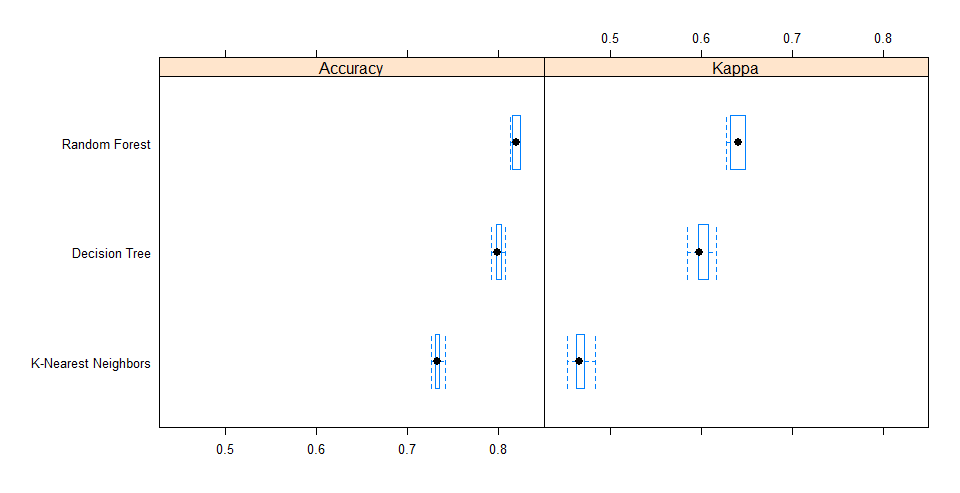 0.5 0.6 0.7 0.8
Accuracy Kappa
Random Forest
Decision Tree
K-Nearest Neighbors
0.5 0.6 0.7 0.8